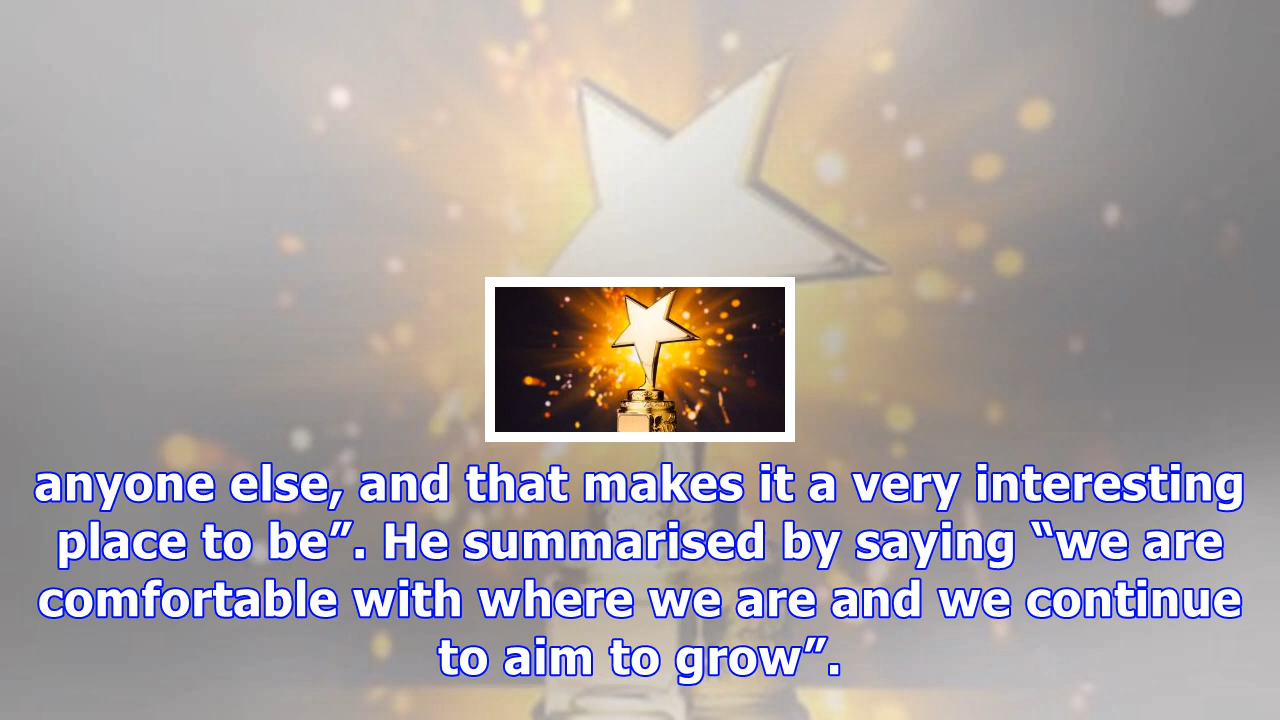 anyone else, and that makes it a very interesting
place to be”. He summarised by saying “we are
comfortable with where we are and we continue
to aim to grow”.